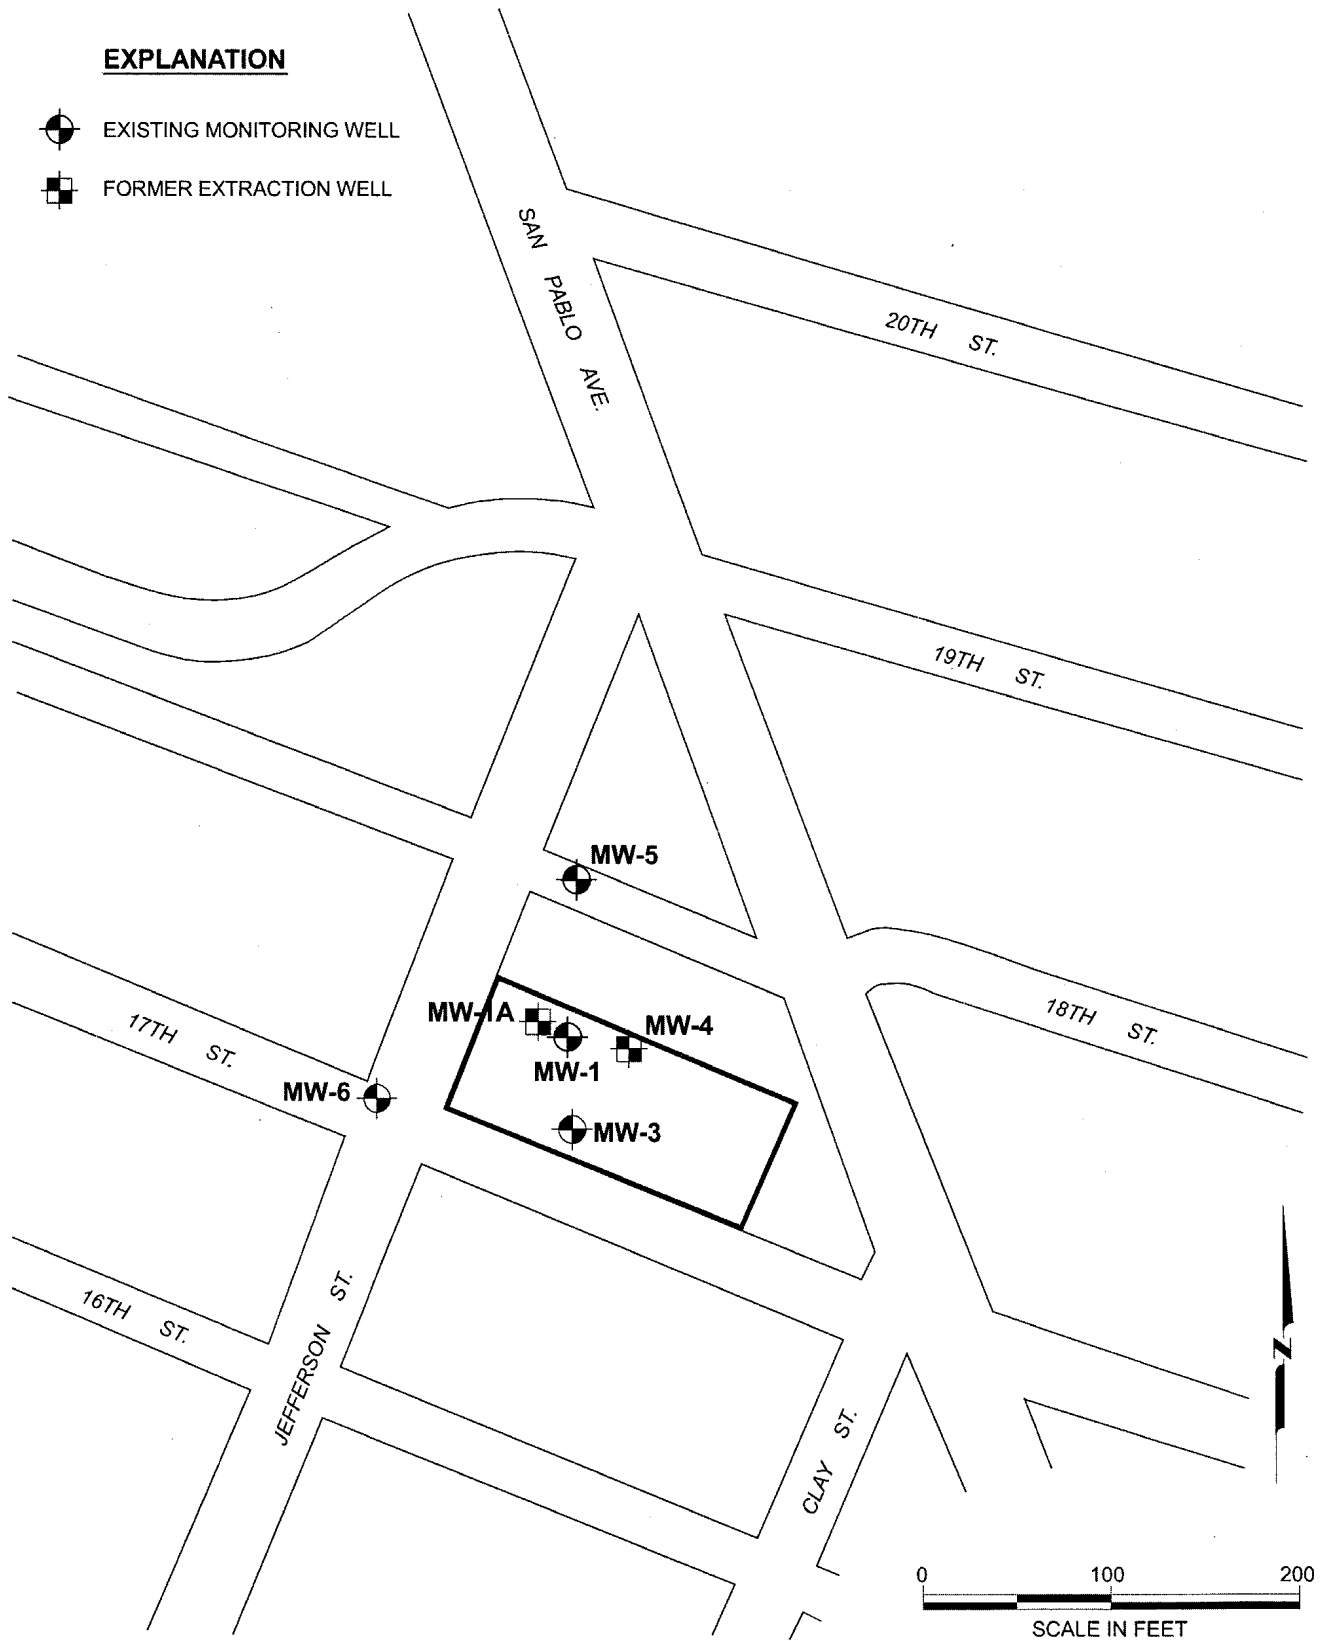 EXPLANATION
EXISTING MONITORING WELL
FORMER EXTRACTION WELL
SAN PABLO AVE.
20TH ST.
19TH ST.
MW-5
MW-1A
MW-4
18TH ST.
17TH ST.
MW-1
MW-6
MW-3
16TH ST.
JEFFERSON ST.
N
CLAY ST.
0 100 200
SCALE IN FEET